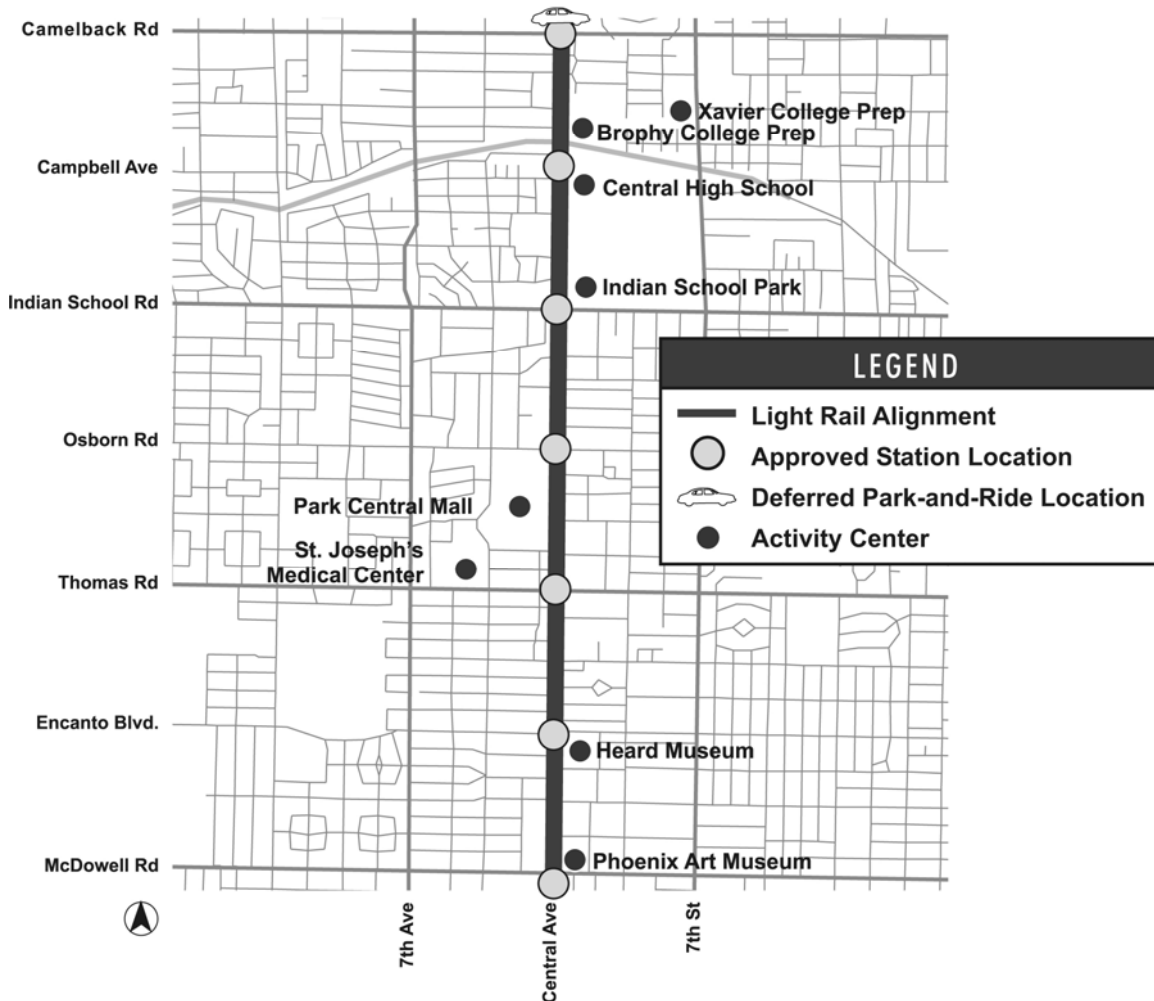 Camelback Rd
Xavier College Prep
Brophy College Prep
Campbell Ave
Central High School
Indian School Park
Indian School Rd
LEGEND
Light Rail Alignment
Approved Station Location
Deferred Park-and-Ride Location
Activity Center
Osborn Rd
Park Central Mall
St. Joseph's
Medical Center
Thomas Rd
Encanto Blvd.
Heard Museum
McDowell Rd
Phoenix Art Museum
7th Ave
Central Ave
7th St